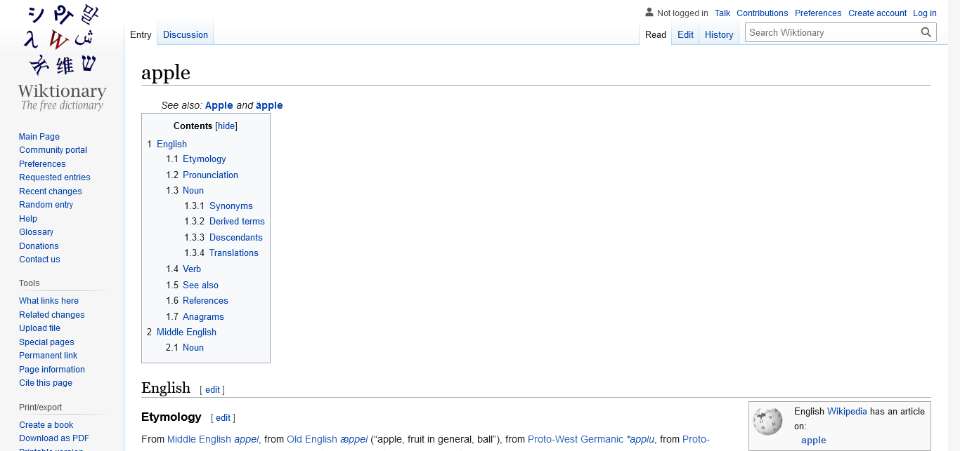 Not logged in Talk Contributions Preferences Create account Log in
Entry Discussion Read Edit History Search Wiktionary
シ Wiktionary
The free dictionary
Main Page
Community portal
Preferences
Requested entries
Recent changes
Random entry
Help
Glossary
Donations
Contact us
Tools
What links here
Related changes
Upload file
Special pages
Permanent link
Page information
Cite this page
Print/export
Create a book
Download as PDF
Printable version
apple
See also: Apple and äpple
Contents [hide]
1 English
1.1 Etymology
1.2 Pronunciation
1.3 Noun
1.3.1 Synonyms
1.3.2 Derived terms
1.3.3 Descendants
1.3.4 Translations
1.4 Verb
1.5 See also
1.6 References
1.7 Anagrams
2 Middle English
2.1 Noun
English [ edit ]
Etymology [ edit ]
From Middle English appel, from Old English æppel (“apple, fruit in general, ball”), from Proto-West Germanic *applu, from Proto-
English Wikipedia has an article
on:
apple